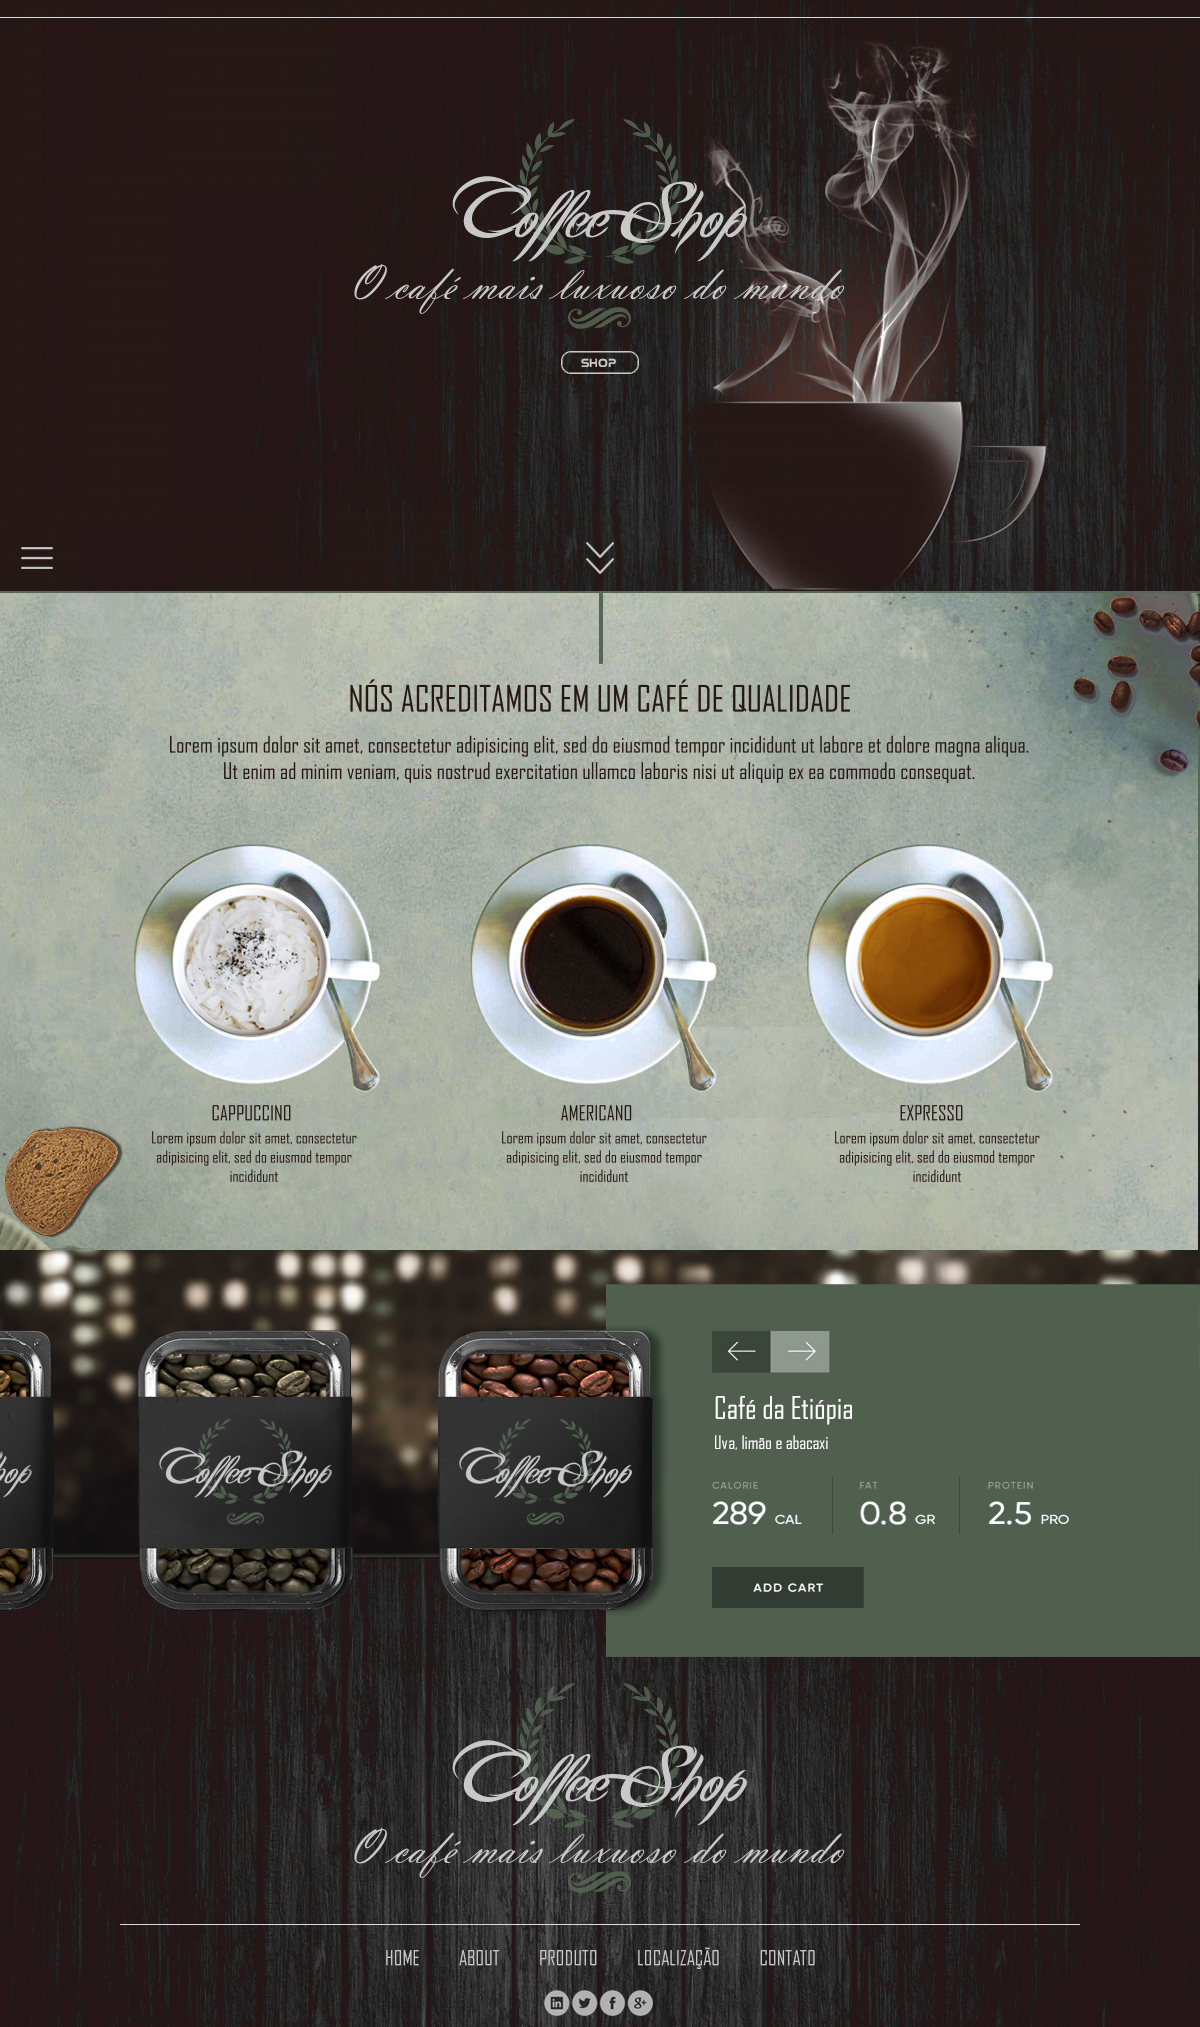 Coffee Shop
O café mais luxuoso do mundo
SHOP
NÓS ACREDITAMOS EM UM CAFÉ DE QUALIDADE
Lorem ipsum dolor sit amet, consectetur adipisicing elit, sed do eiusmod tempor incididunt ut labore et dolore magna aliqua.
Ut enim ad minim veniam, quis nostrud exercitation ullamco laboris nisi ut aliquip ex ea commodo consequat.
CAPPUCCINO
Lorem ipsum dolor sit amet, consectetur
adipisicing elit, sed do eiusmod tempor
incididunt
AMERICANO
Lorem ipsum dolor sit amet, consectetur
adipisicing elit, sed do eiusmod tempor
incididunt
EXPRESSO
Lorem ipsum dolor sit amet, consectetur
adipisicing elit, sed do eiusmod tempor
incididunt
hop
Coffee Shop
Coffee Shop
Café da Etiópia
Uva, limão e abacaxi
CALORIE
289 CAL
FAT
0.8 GR
PROTEIN
2.5 PRO
ADD CART
Coffee Shop
O café mais luxuoso do mundo
HOME ABOUT PRODUTO LOCALIZAÇÃO CONTATO
in f g+